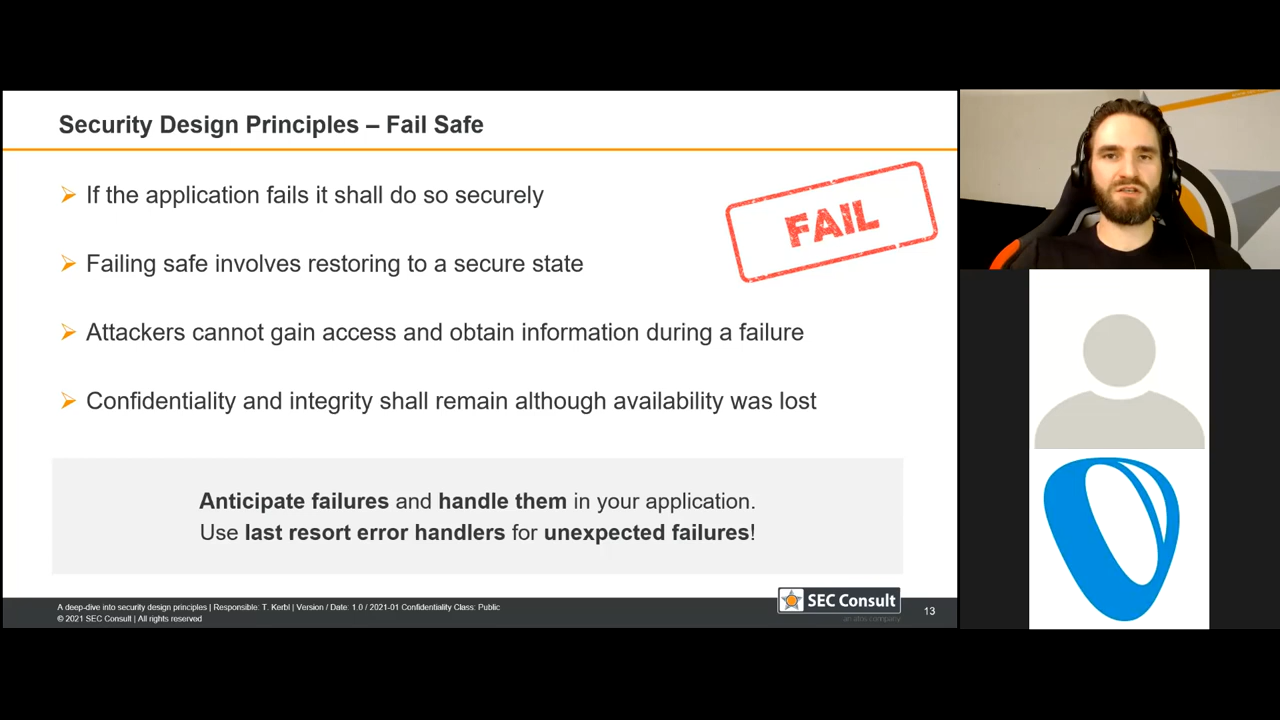 Security Design Principles – Fail Safe
If the application fails it shall do so securely
FAIL
Failing safe involves restoring to a secure state
Attackers cannot gain access and obtain information during a failure
Confidentiality and integrity shall remain although availability was lost
Anticipate failures and handle them in your application.
Use last resort error handlers for unexpected failures!
A deep-dive into security design principles | Responsible: T. Kerbl | Version / Date: 1.0 / 2021-01 Confidentiality Class: Public
© 2021 SEC Consult | All rights reserved
SEC Consult
an atos company
13